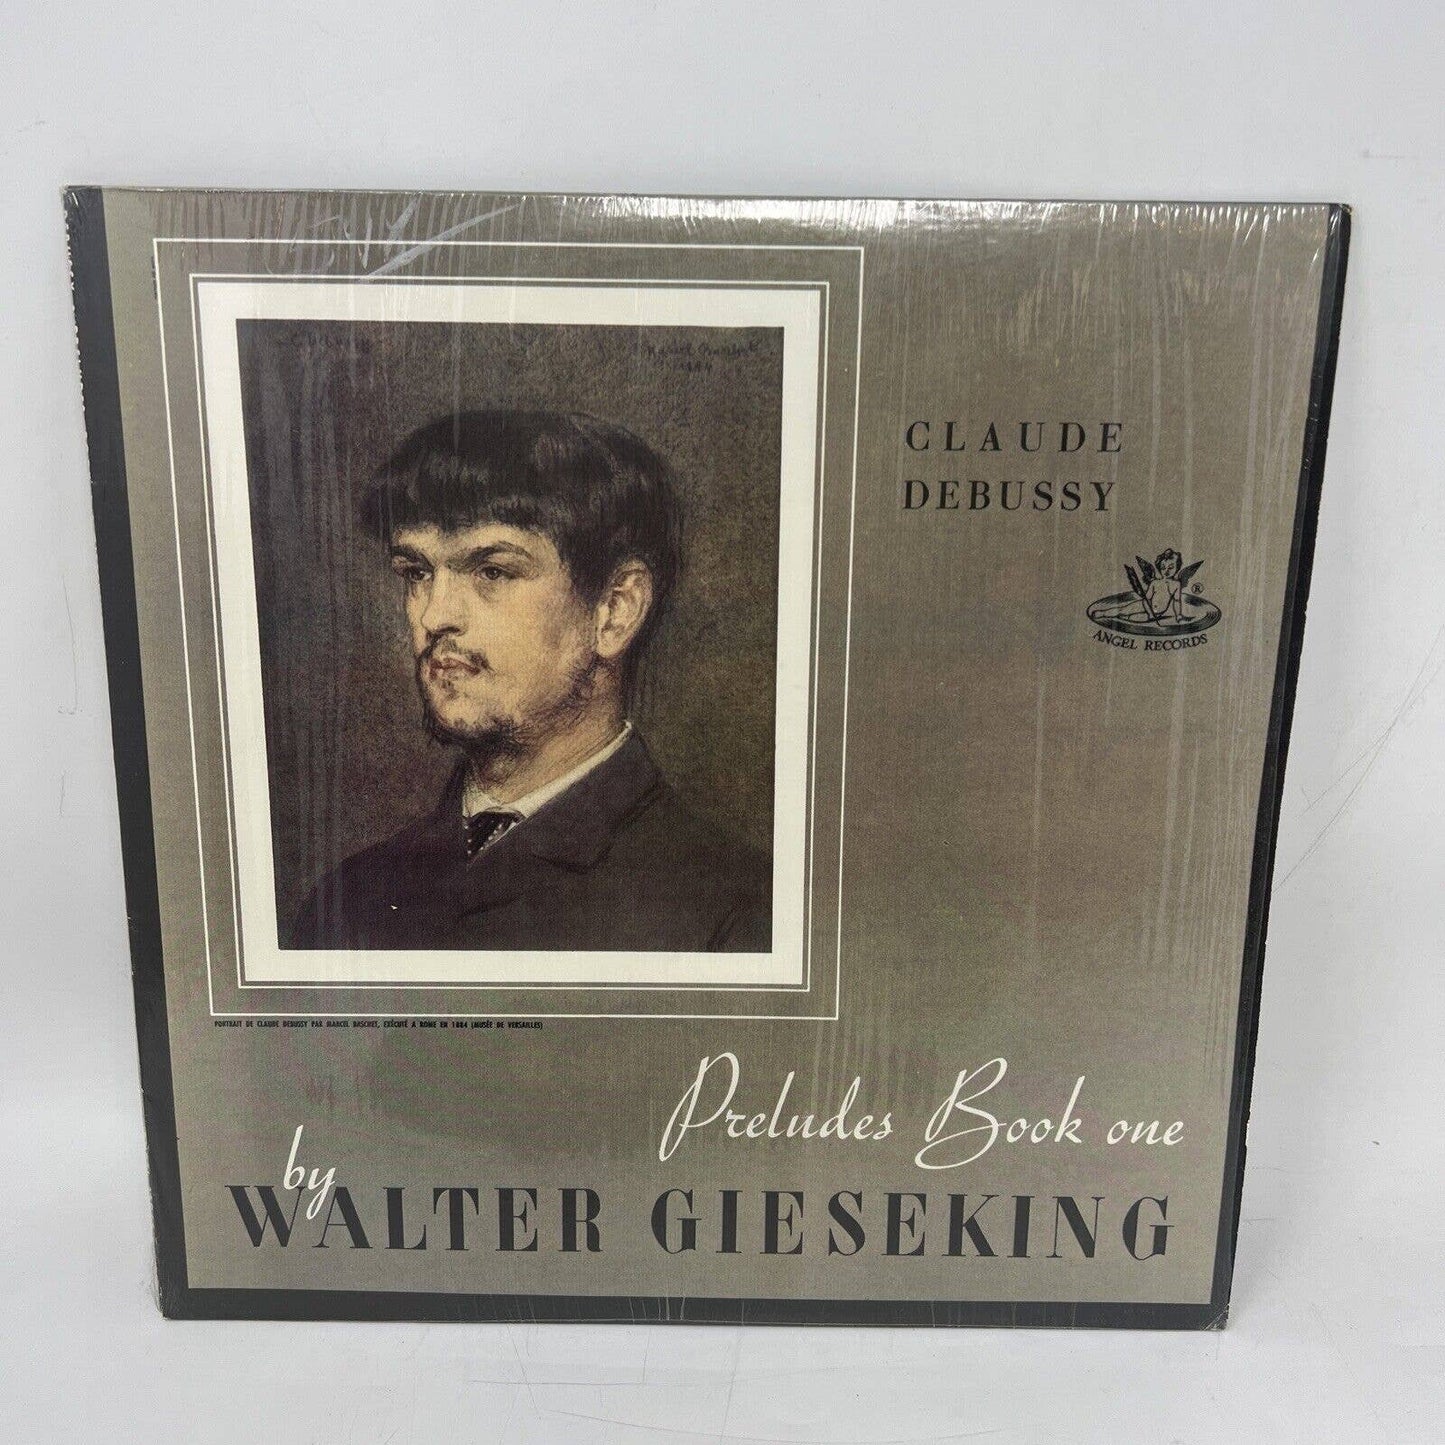 CLAUDE
DEBUSSY
®
ANGEL RECORDS
PORTRAIT DE CLAUDE DEBUSSY PAR MARCEL BASCHET, EXÉCUTÉ A ROME EN 1884 (MUSÉE DE VERSAILLES)
Preludes Book one
by
WALTER GIESEKING